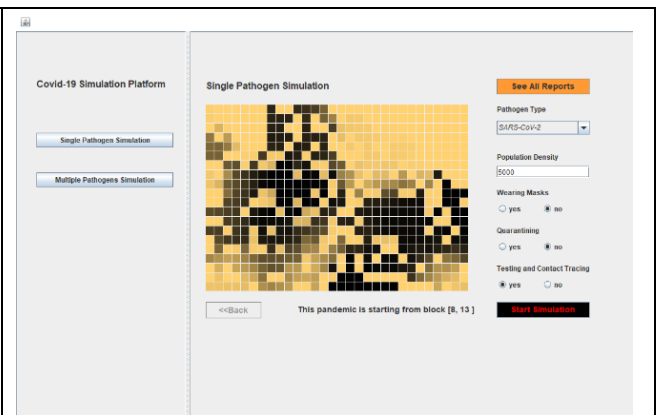 Covid-19 Simulation Platform
Single Pathogen Simulation
Multiple Pathogens Simulation
Single Pathogen Simulation
<<Back
This pandemic is starting from block [8, 13 ]
See All Reports
Pathogen Type
SARS-CoV-2
Population Density
5000
Wearing Masks
yes no
Quarantining
yes no
Testing and Contact Tracing
yes no
Start Simulation